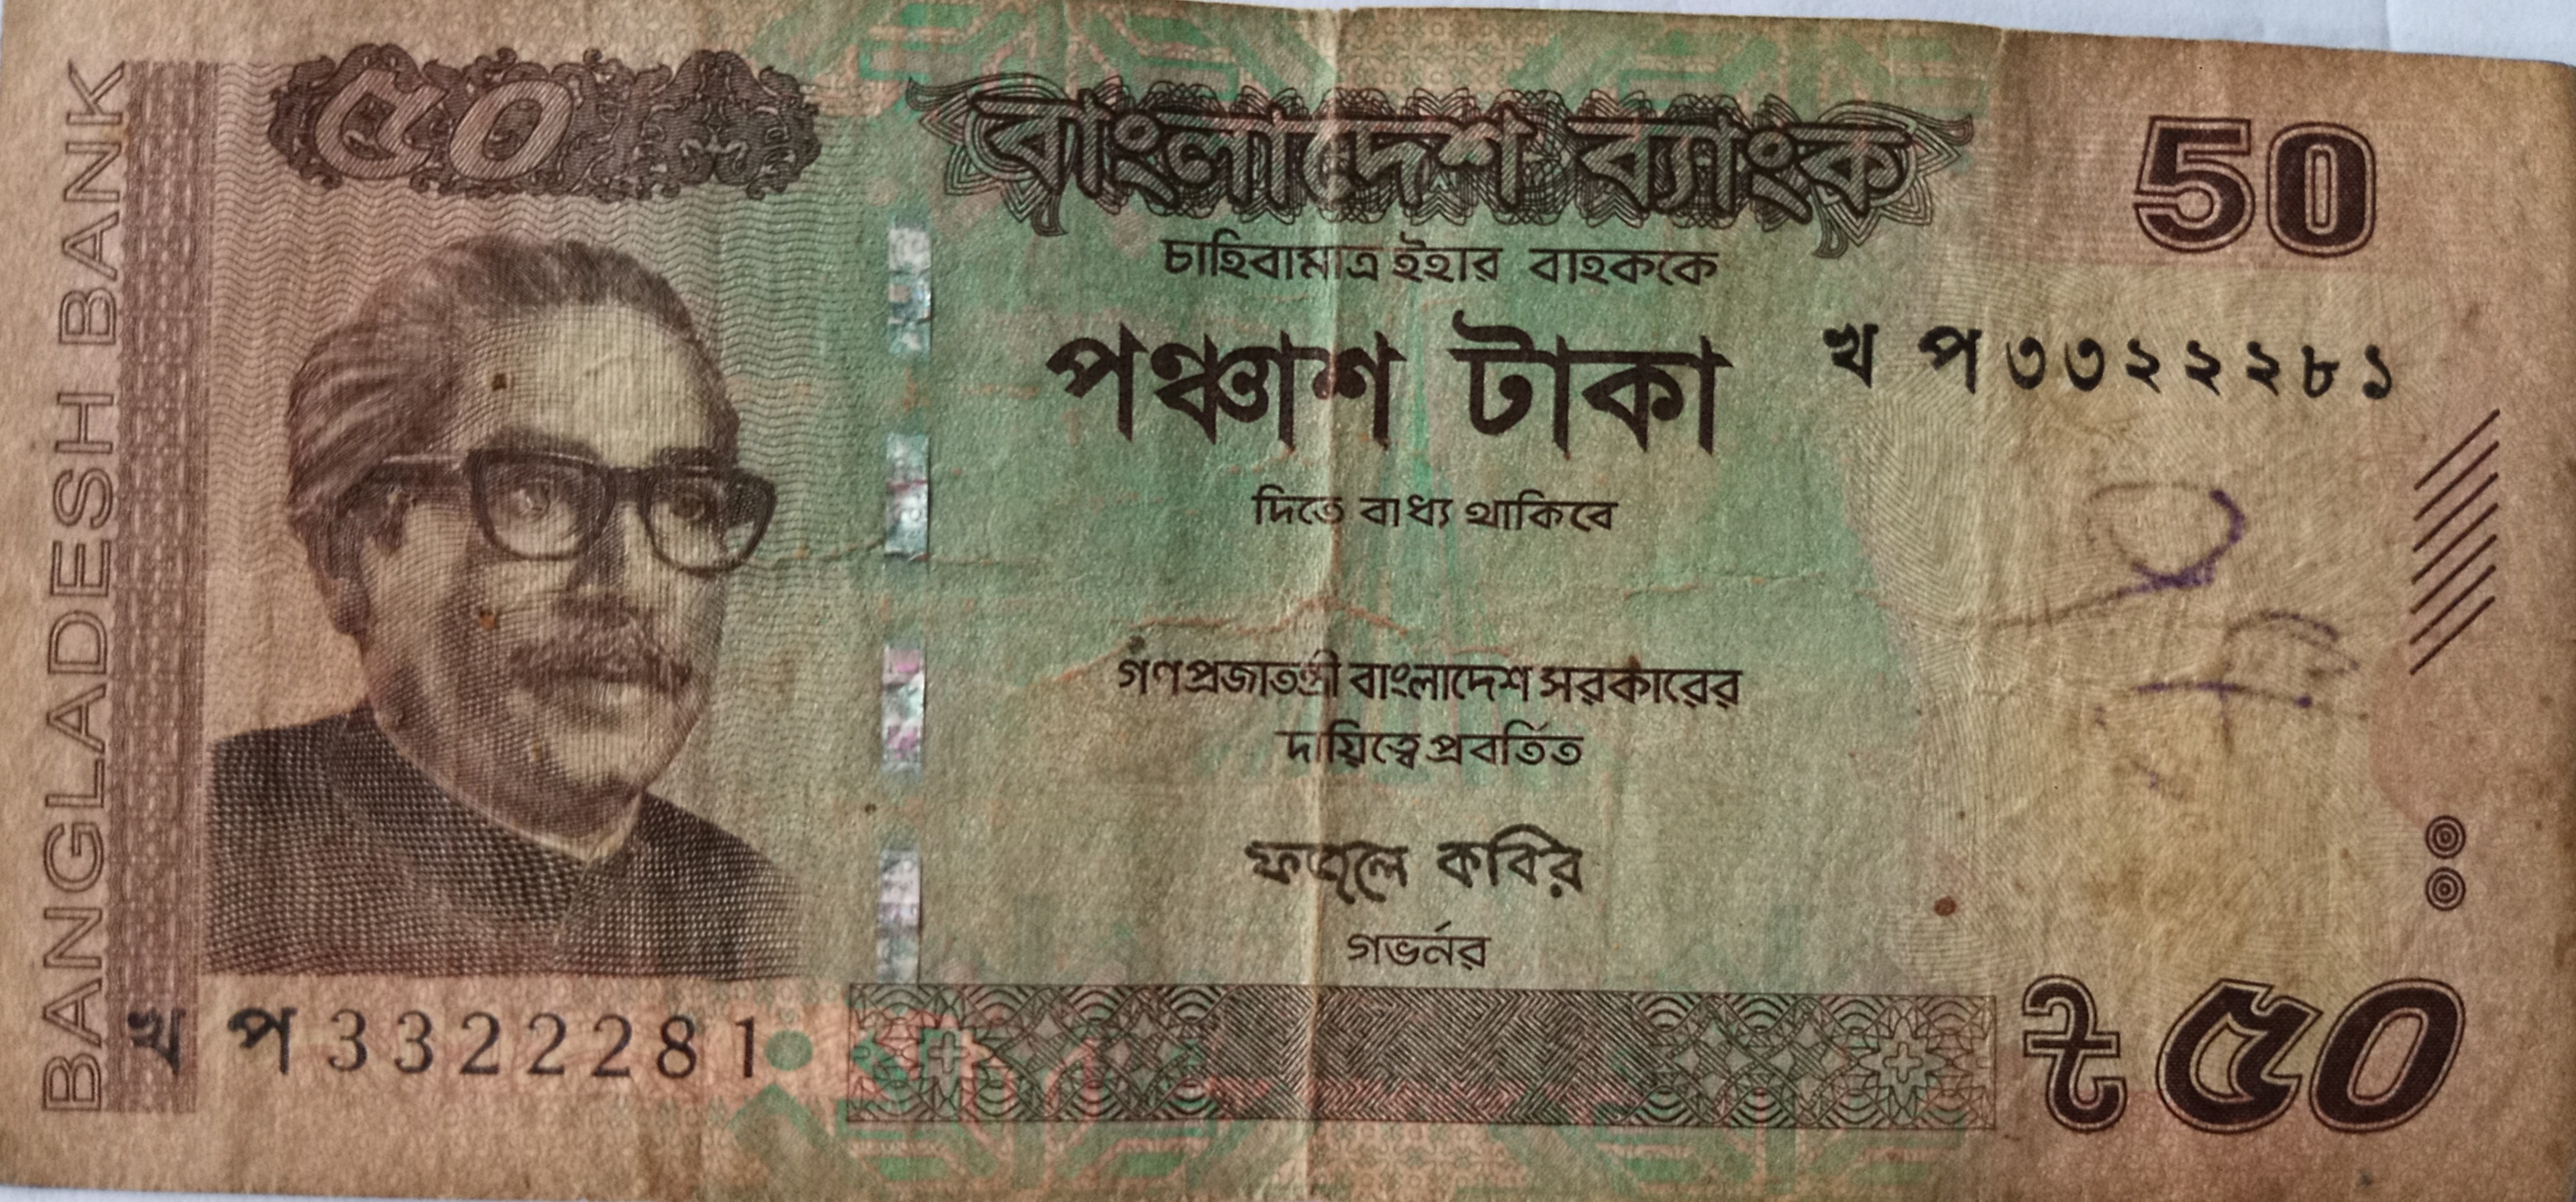 BANGLADESH BANK
৫০
বাংলাদেশ ব্যাংক
50
চাহিবামাত্র ইহার বাহককে
পঞ্চাশ টাকা
খ প ৩৩২২২৮১
দিতে বাধ্য থাকিবে
গণপ্রজাতন্ত্রী বাংলাদেশ সরকারের
দায়িত্বে প্রবর্তিত
ফজলে কবির
গভর্নর
খ প 3322281
৳ ৫০